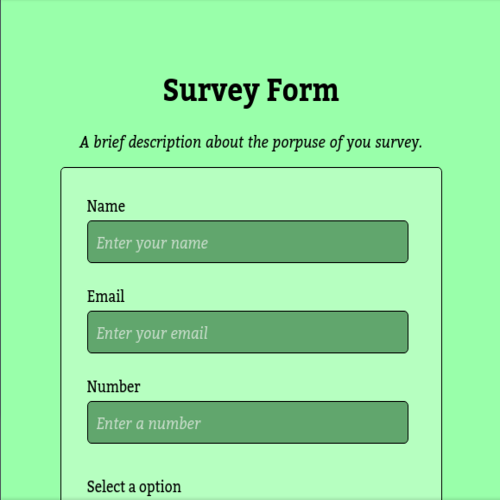 Survey Form
A brief description about the porpuse of you survey.
Name
Enter your name
Email
Enter your email
Number
Enter a number
Select a option